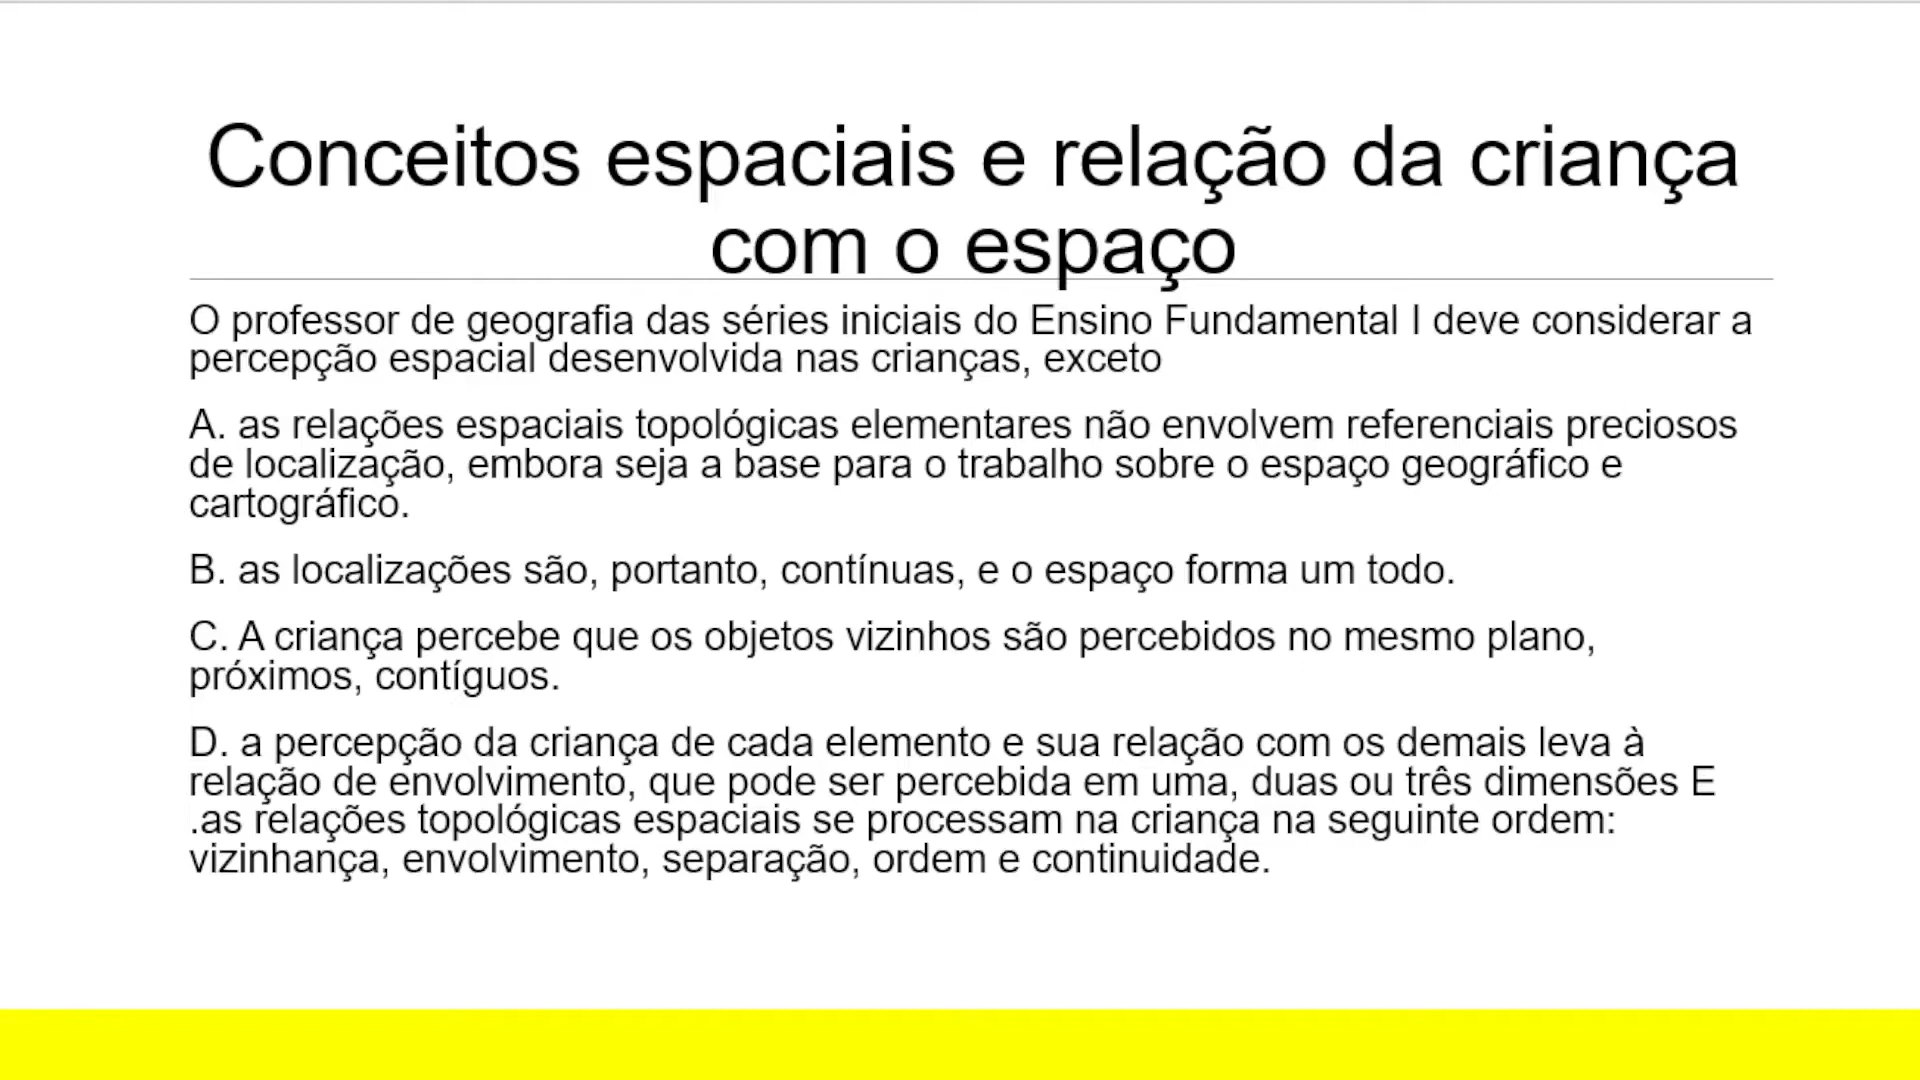 Conceitos espaciais e relação da criança
com o espaço
O professor de geografia das séries iniciais do Ensino Fundamental I deve considerar a
percepção espacial desenvolvida nas crianças, exceto
A. as relações espaciais topológicas elementares não envolvem referenciais preciosos
de localização, embora seja a base para o trabalho sobre o espaço geográfico e
cartográfico.
B. as localizações são, portanto, contínuas, e o espaço forma um todo.
C. A criança percebe que os objetos vizinhos são percebidos no mesmo plano,
próximos, contíguos.
D. a percepção da criança de cada elemento e sua relação com os demais leva à
relação de envolvimento, que pode ser percebida em uma, duas ou três dimensões E
.as relações topológicas espaciais se processam na criança na seguinte ordem:
vizinhança, envolvimento, separação, ordem e continuidade.